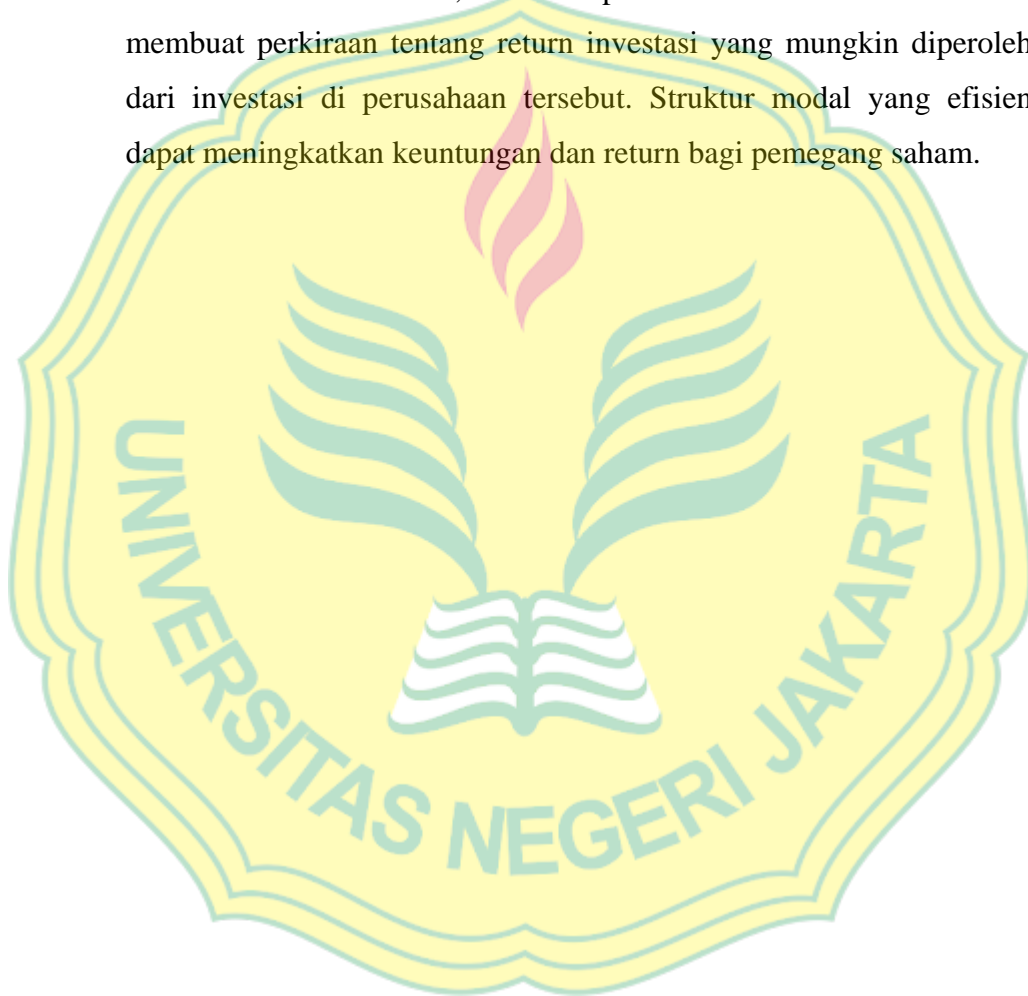 membuat perkiraan tentang return investasi yang mungkin diperoleh
dari investasi di perusahaan tersebut. Struktur modal yang efisien
dapat meningkatkan keuntungan dan return bagi pemegang saham.
UNIVERSITAS NEGERI JAKARTA